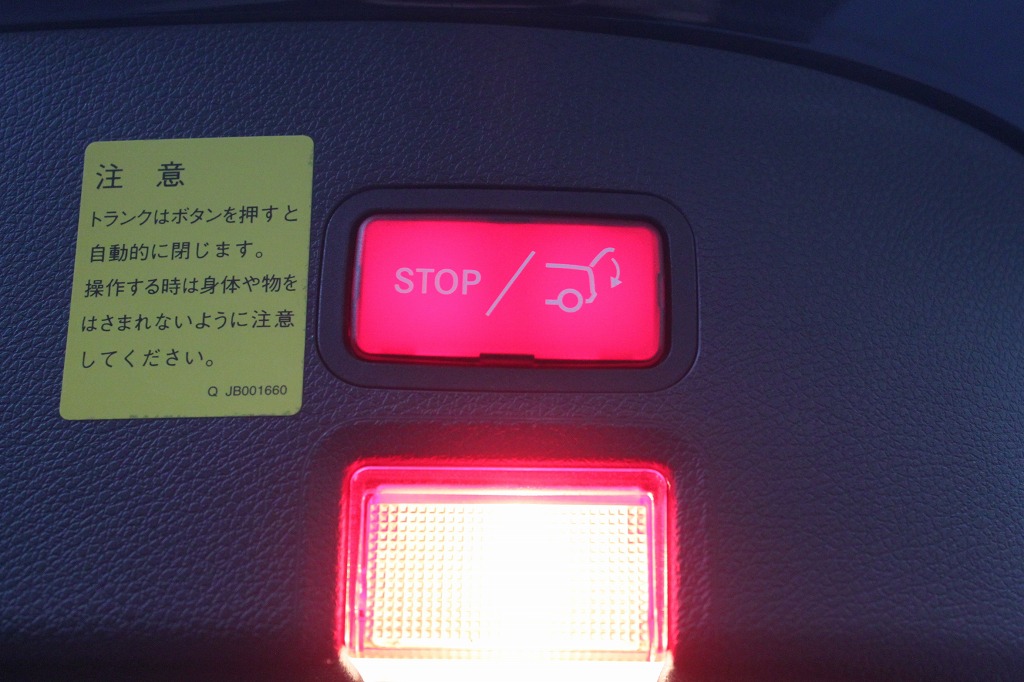 注 意
トランクはボタンを押すと
自動的に閉じます。
操作する時は身体や物を
はさまれないように注意
してください。
Q JB001660
STOP